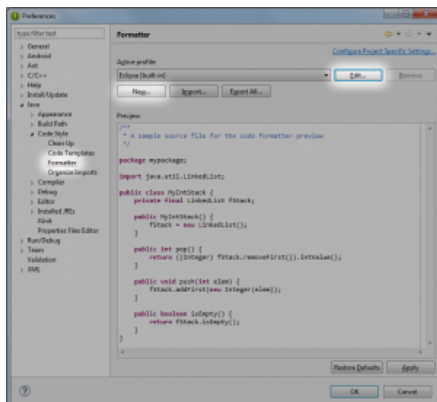 Preferences
type filter text
General
Android
Ant
C/C++
Help
Install/Update
Java
Appearance
Build Path
Code Style
Clean Up
Code Templates
Formatter
Organize Imports
Compiler
Debug
Editor
Installed JREs
JUnit
Properties Files Editor
Run/Debug
Team
Validation
XML
Formatter
Configure Project Specific Settings...
Active profile:
Eclipse [built-in]
Edit...
Remove
New...
Import...
Export All...
Preview:
/**
* A sample source file for the code formatter preview
*/
package mypackage;
import java.util.LinkedList;
public class MyIntStack {
private final LinkedList fStack;
public MyIntStack() {
fStack = new LinkedList();
}
public int pop() {
return ((Integer) fStack.removeFirst()).intValue();
}
public void push(int elem) {
fStack.addFirst(new Integer(elem));
}
public boolean isEmpty() {
return fStack.isEmpty();
}
}
Restore Defaults
Apply
OK
Cancel